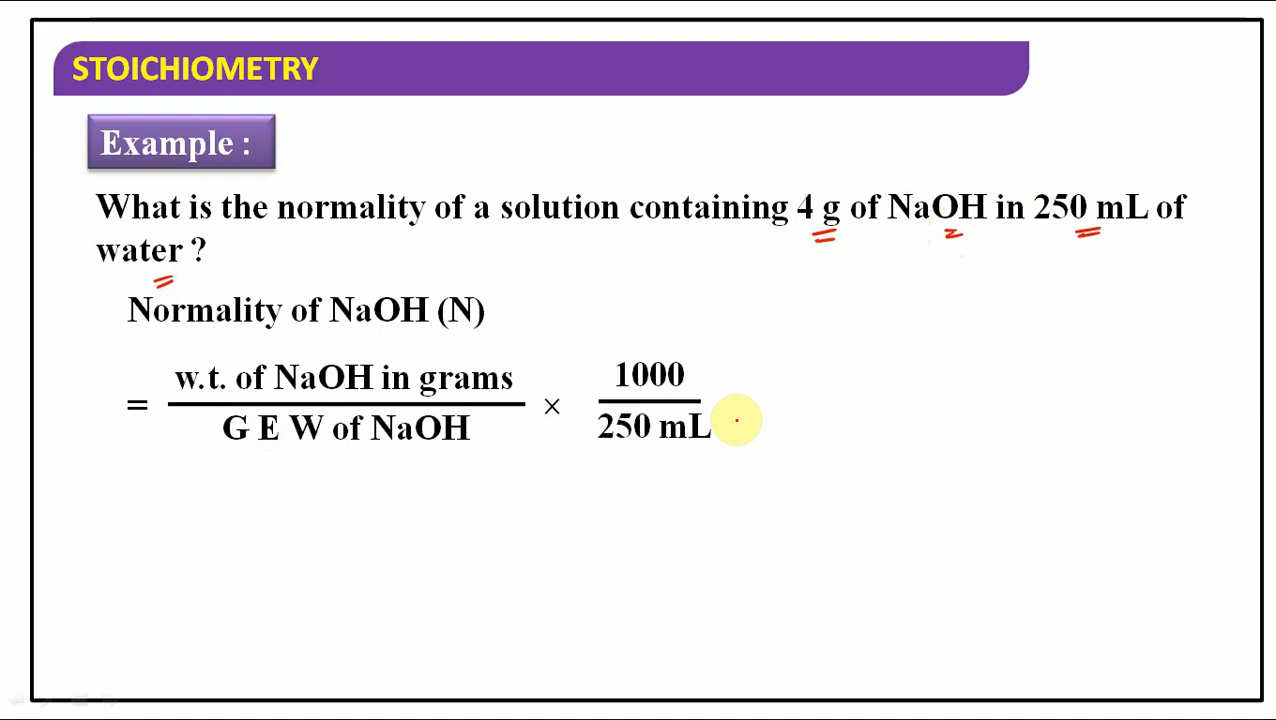 STOICHIOMETRY
Example :
What is the normality of a solution containing 4 g of NaOH in 250 mL of
water ?
Normality of NaOH (N)
= w.t. of NaOH in grams / G E W of NaOH × 1000 / 250 mL